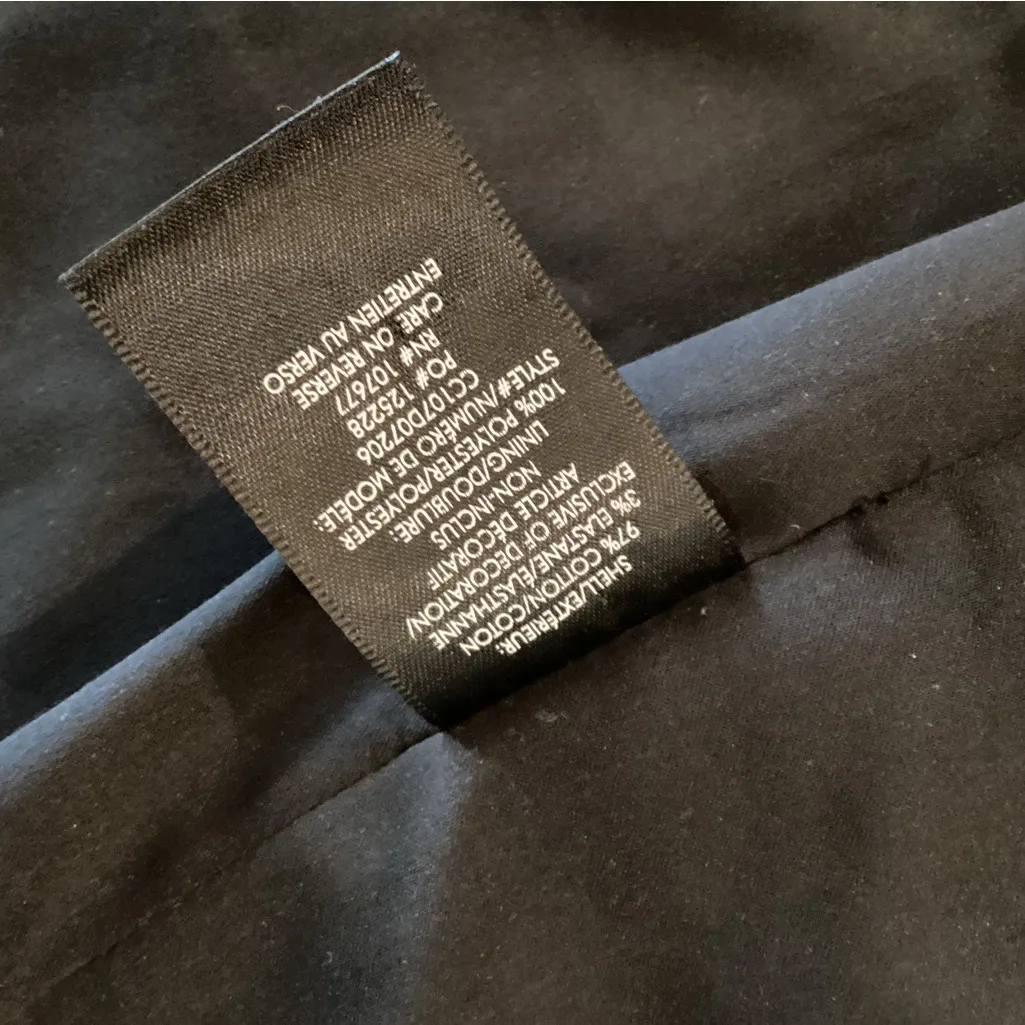 SHELL/EXTÉRIEUR:
97% COTTON/COTON
3% ELASTANE/ÉLASTHANNE
EXCLUSIVE OF DECORATION/
ARTICLE DÉCORATIF
NON-INCLUS
LINING/DOUBLURE:
100% POLYESTER/POLYESTER
STYLE#/NUMÉRO DE MODÈLE:
CC107D07206
PO# 125228
RN# 107677
CARE ON REVERSE
ENTRETIEN AU VERSO